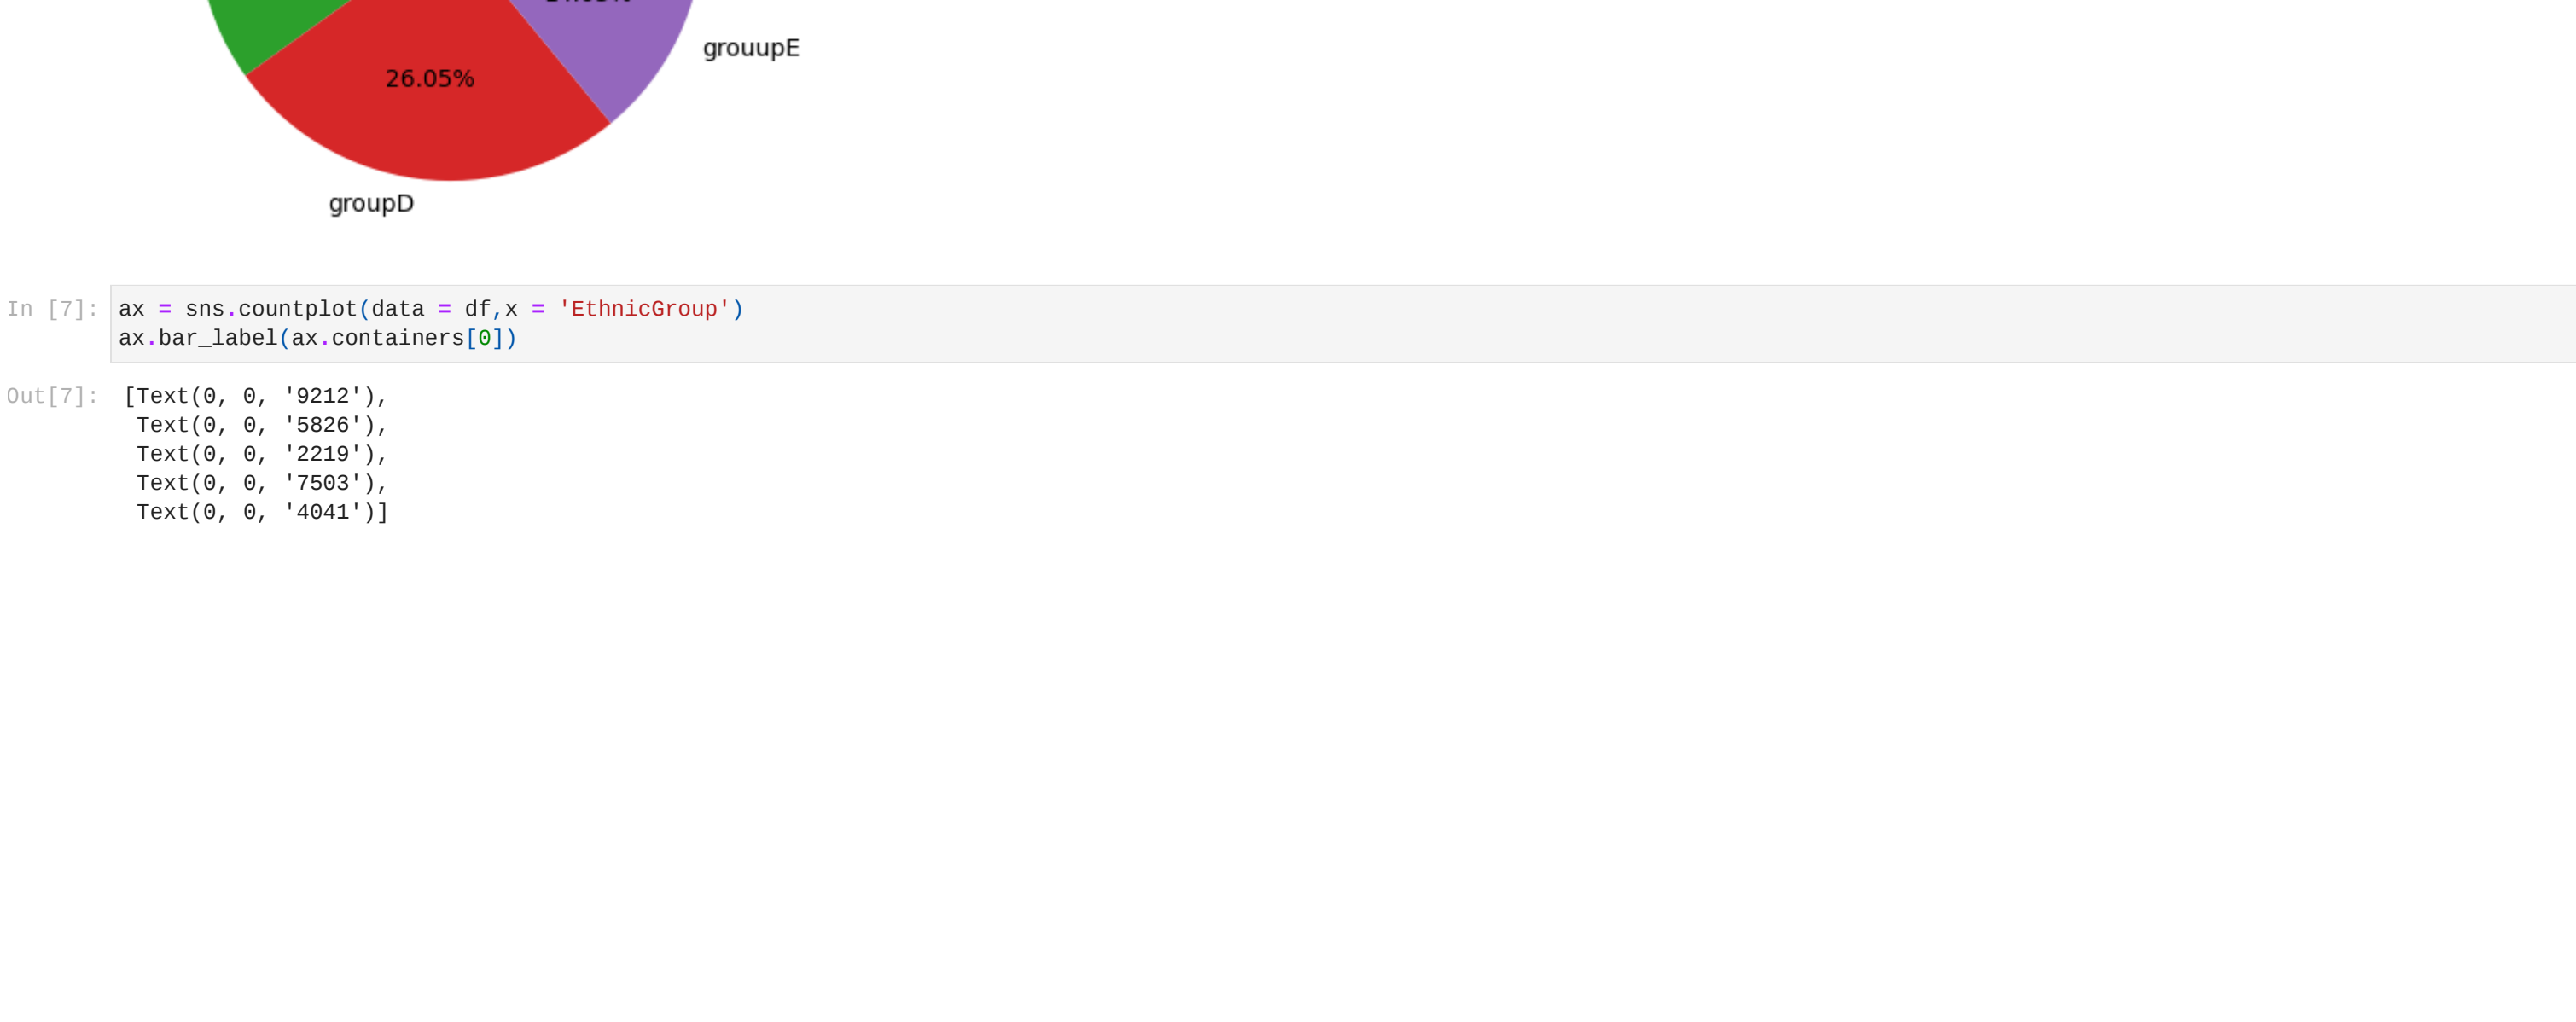 grouupE
26.05%
groupD
In [7]: ax = sns.countplot(data = df,x = 'EthnicGroup')
ax.bar_label(ax.containers[0])
Out[7]: [Text(0, 0, '9212'),
Text(0, 0, '5826'),
Text(0, 0, '2219'),
Text(0, 0, '7503'),
Text(0, 0, '4041')]